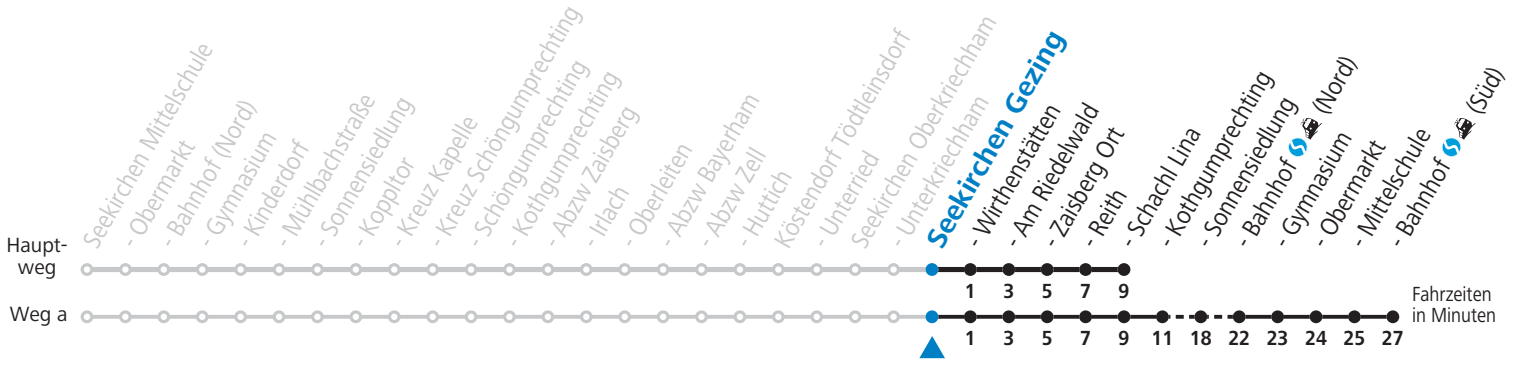 Seekirchen Mittelschule
- Obermarkt
- Bahnhof (Nord)
- Gymnasium
- Kinderdorf
- Mühlbachstraße
- Sonnensiedlung
- Koppltor
- Kreuz Kapelle
- Kreuz Schöngumprechting
Schöngumprechting
- Kothgumprechting
- Abzw Zaisberg
- Irlach
- Oberleiten
- Abzw Bayerham
- Abzw Zell
- Huttich
Köstendorf Tödtleinsdorf
- Unterried
Seekirchen Oberkriechham
- Unterkriechham
Seekirchen Gezing
- Wirthenstätten
- Am Riedelwald
- Zaisberg Ort
- Reith
- Schachl Lina
- Kothgumprechting
- Sonnensiedlung
- Bahnhof S (Nord)
- Gymnasium
- Obermarkt
- Mittelschule
- Bahnhof S (Süd)
Haupt-
weg
1 3 5 7 9
Weg a
1 3 5 7 9 11 18 22 23 24 25 27
Fahrzeiten
in Minuten